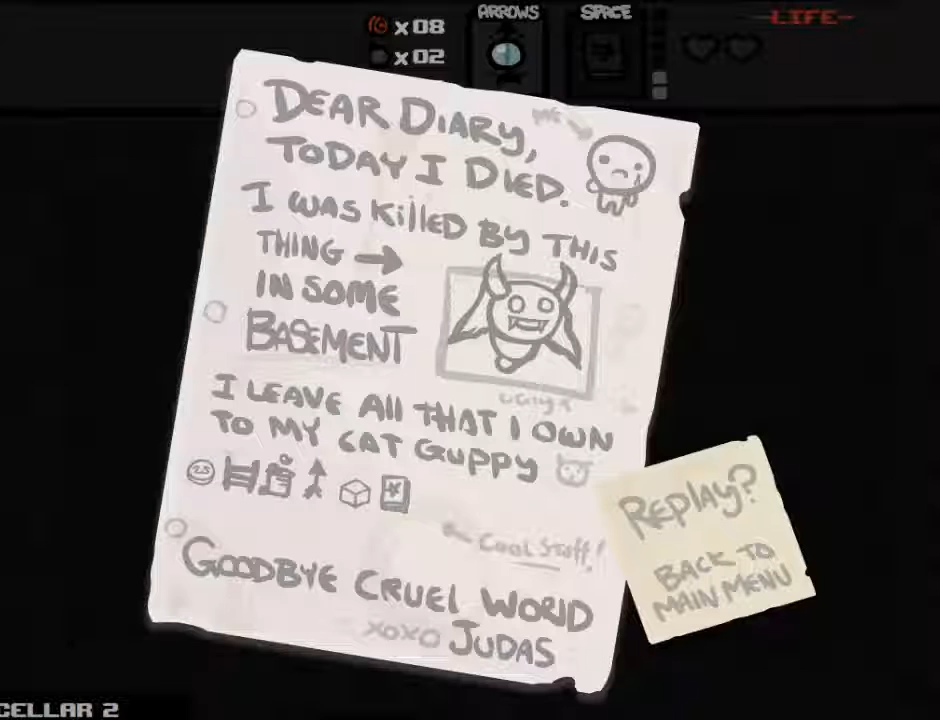 ARROWS
SPACE
LIFE
x08
x02
ME
DEAR DIARY,
TODAY I DIED.
I WAS KILLED BY THIS
THING
IN SOME
BASEMENT
I LEAVE ALL THAT I OWN
TO MY CAT GUPPY
25
COOL STUFF!
GOODBYE CRUEL WORLD
XOXO JUDAS
REPLAY?
BACK TO
MAIN MENU
CELLAR 2